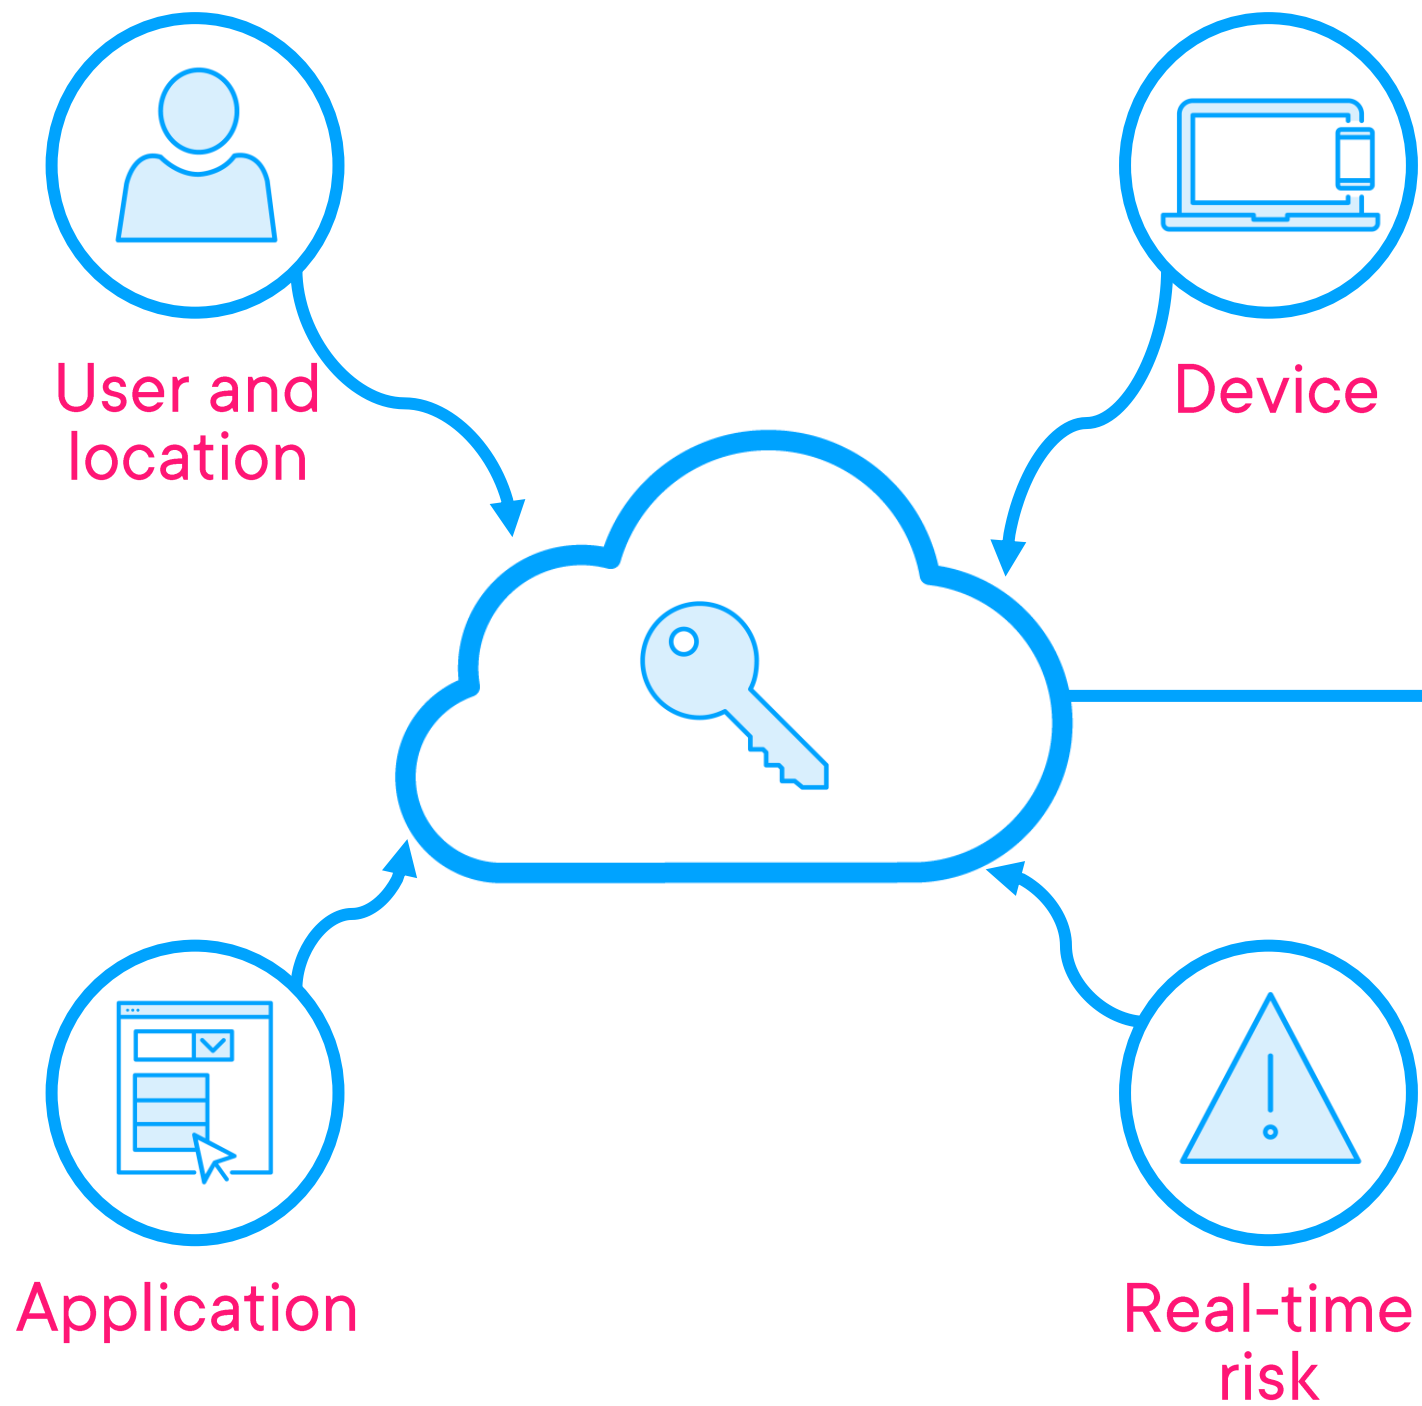 User and
location
Device
Application
Real-time
risk